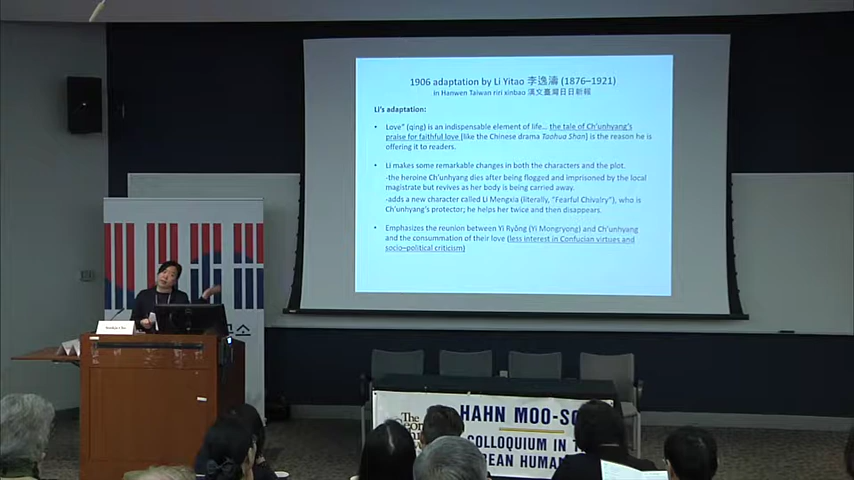 1906 adaptation by Li Yitao 李逸濤 (1876–1921)
in Hanwen Taiwan riri xinbao 漢文臺灣日日新報
Li's adaptation:
• Love" (qing) is an indispensable element of life... the tale of Ch'unhyang's
praise for faithful love [like the Chinese drama Taohua Shan] is the reason he is
offering it to readers.
• Li makes some remarkable changes in both the characters and the plot.
-the heroine Ch'unhyang dies after being flogged and imprisoned by the local
magistrate but revives as her body is being carried away.
-adds a new character called Li Mengxia (literally, "Fearful Chivalry"), who is
Ch'unhyang's protector; he helps her twice and then disappears.
• Emphasizes the reunion between Yi Ryŏng (Yi Mongryong) and Ch'unhyang
and the consummation of their love (less interest in Confucian virtues and
socio–political criticism)
소
The
HAHN MOO-S
COLLOQUIUM IN
HUMAN